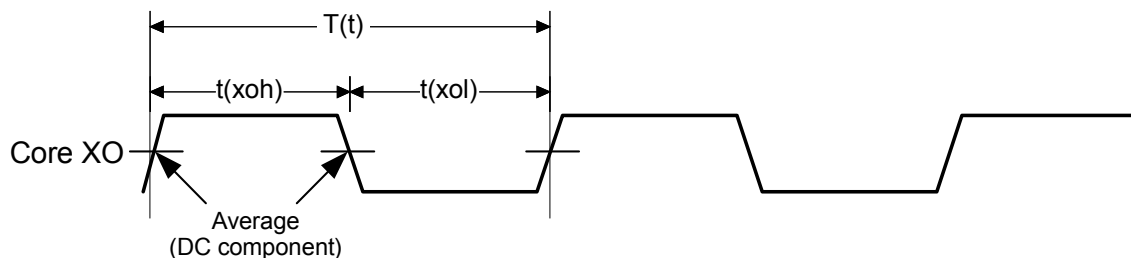 T(t)
t(xoh)
t(xol)
Core XO
Average
(DC component)